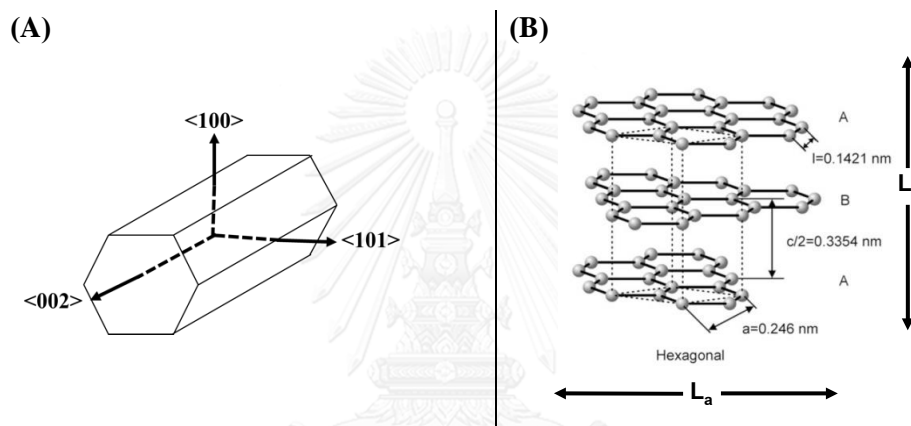 (A)
<100>
<101>
<002>
(B)
A
l=0.1421 nm
B
c/2=0.3354 nm
A
a=0.246 nm
Hexagonal
L
Lₐ